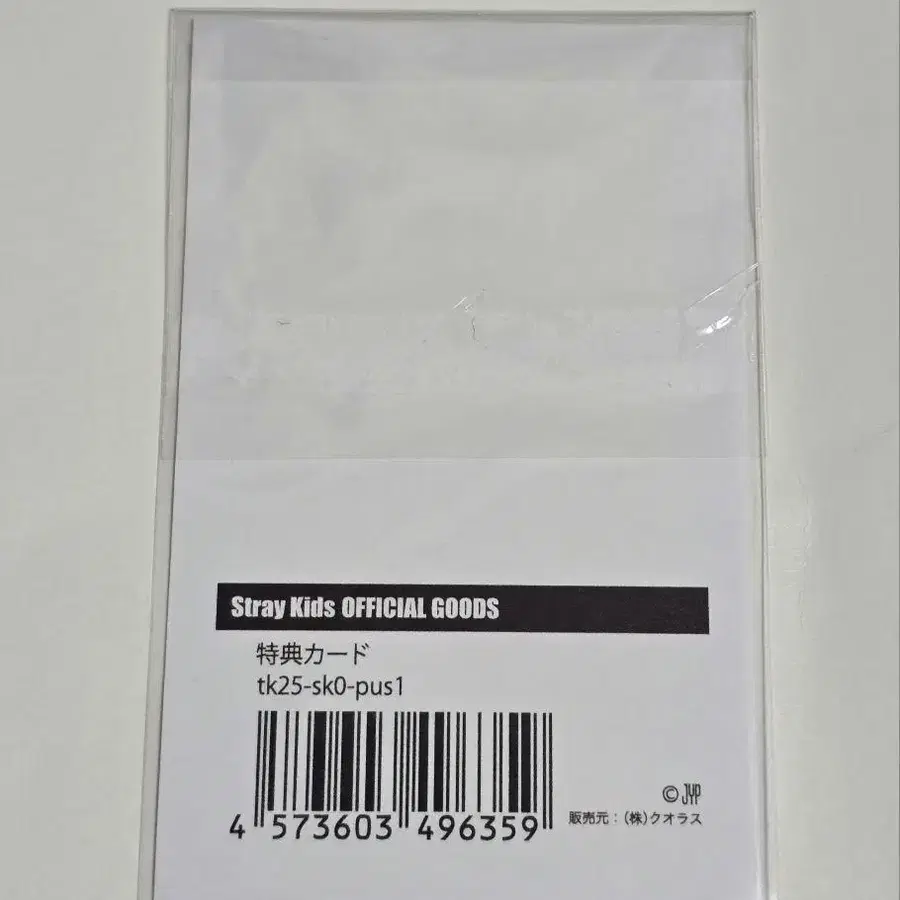 Stray Kids OFFICIAL GOODS
特典カード
tk25-sk0-pus1
4 573603 496359
© JYP
販売元：（株）クオラス